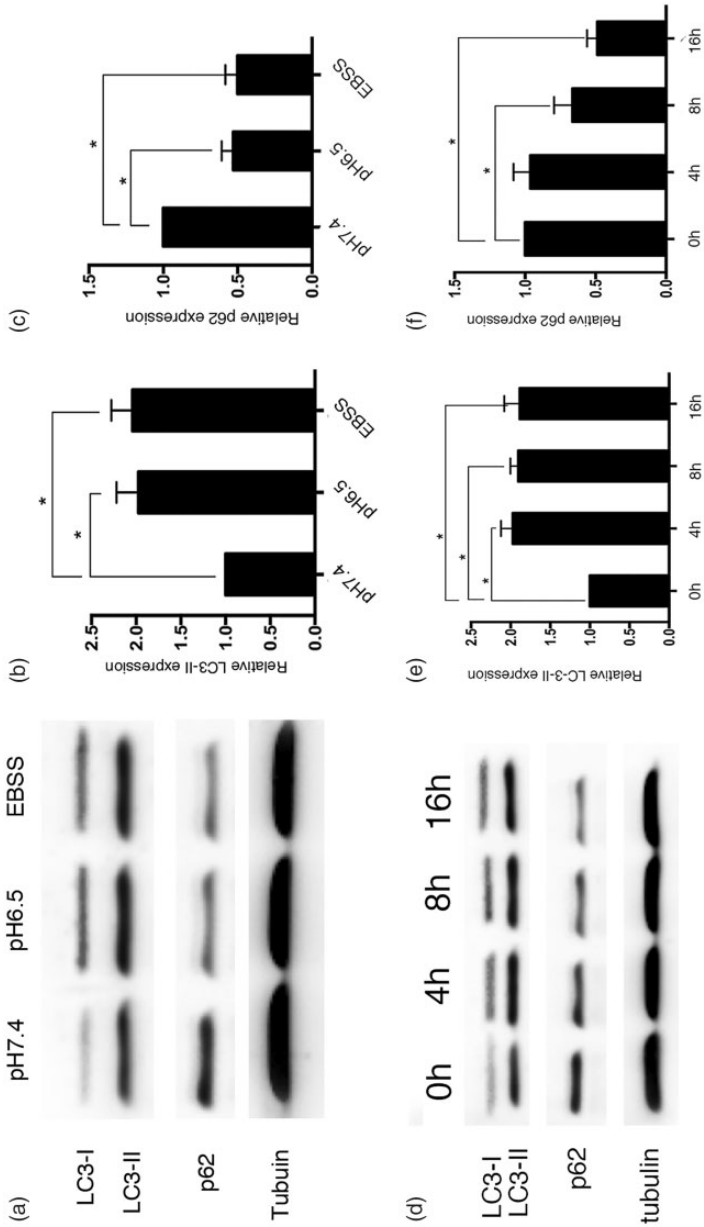 (a)
pH7.4 pH6.5 EBSS
LC3-I
LC3-II
p62
Tubuin
(b)
Relative LC3-II expression
2.5
2.0
1.5
1.0
0.5
0.0
*
*
pH7.4 pH6.5 EBSS
(c)
Relative p62 expression
1.5
1.0
0.5
0.0
*
*
pH7.4 pH6.5 EBSS
(d)
0h 4h 8h 16h
LC3-I
LC3-II
p62
tubulin
(e)
Relative LC-3-II expression
2.5
2.0
1.5
1.0
0.5
0.0
*
*
*
0h 4h 8h 16h
(f)
Relative p62 expression
1.5
1.0
0.5
0.0
*
*
0h 4h 8h 16h